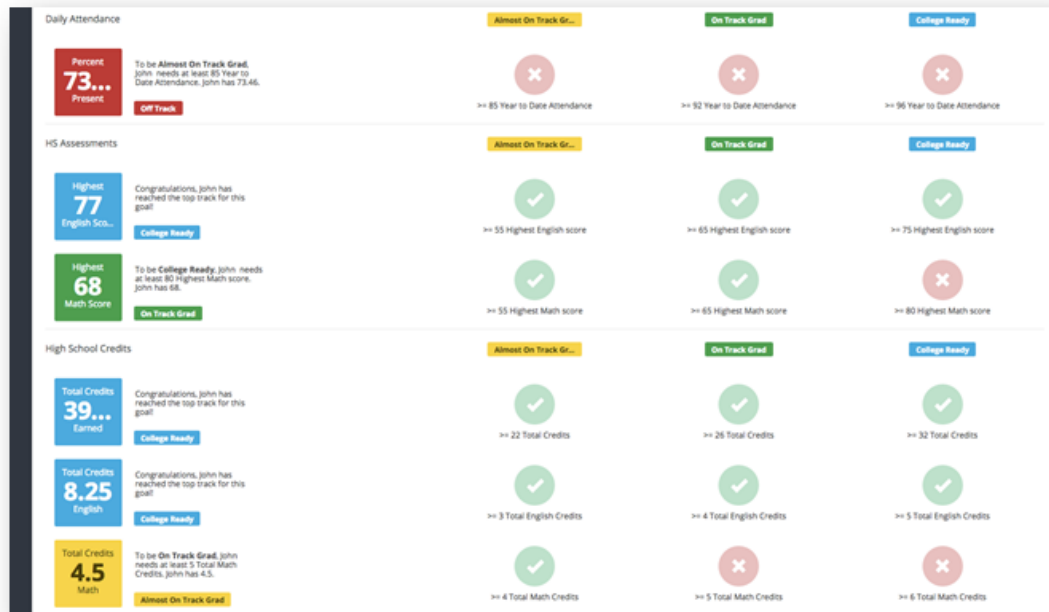 Daily Attendance
Almost On Track Gr...
On Track Grad
College Ready
Percent
73...
Present
To be Almost On Track Grad,
John needs at least 85 Year to
Date Attendance. John has 73.46.
Off Track
>= 85 Year to Date Attendance
>= 92 Year to Date Attendance
>= 96 Year to Date Attendance
HS Assessments
Almost On Track Gr...
On Track Grad
College Ready
Highest
77
English Sco...
Congratulations, John has
reached the top track for this
goal!
College Ready
>= 55 Highest English score
>= 65 Highest English score
>= 75 Highest English score
Highest
68
Math Score
To be College Ready, John needs
at least 80 Highest Math score.
John has 68.
On Track Grad
>= 55 Highest Math score
>= 65 Highest Math score
>= 80 Highest Math score
High School Credits
Almost On Track Gr...
On Track Grad
College Ready
Total Credits
39...
Earned
Congratulations, John has
reached the top track for this
goal!
College Ready
>= 22 Total Credits
>= 26 Total Credits
>= 32 Total Credits
Total Credits
8.25
English
Congratulations, John has
reached the top track for this
goal!
College Ready
>= 3 Total English Credits
>= 4 Total English Credits
>= 5 Total English Credits
Total Credits
4.5
Math
To be On Track Grad, John
needs at least 5 Total Math
Credits. John has 4.5.
Almost On Track Grad
>= 4 Total Math Credits
>= 5 Total Math Credits
>= 6 Total Math Credits